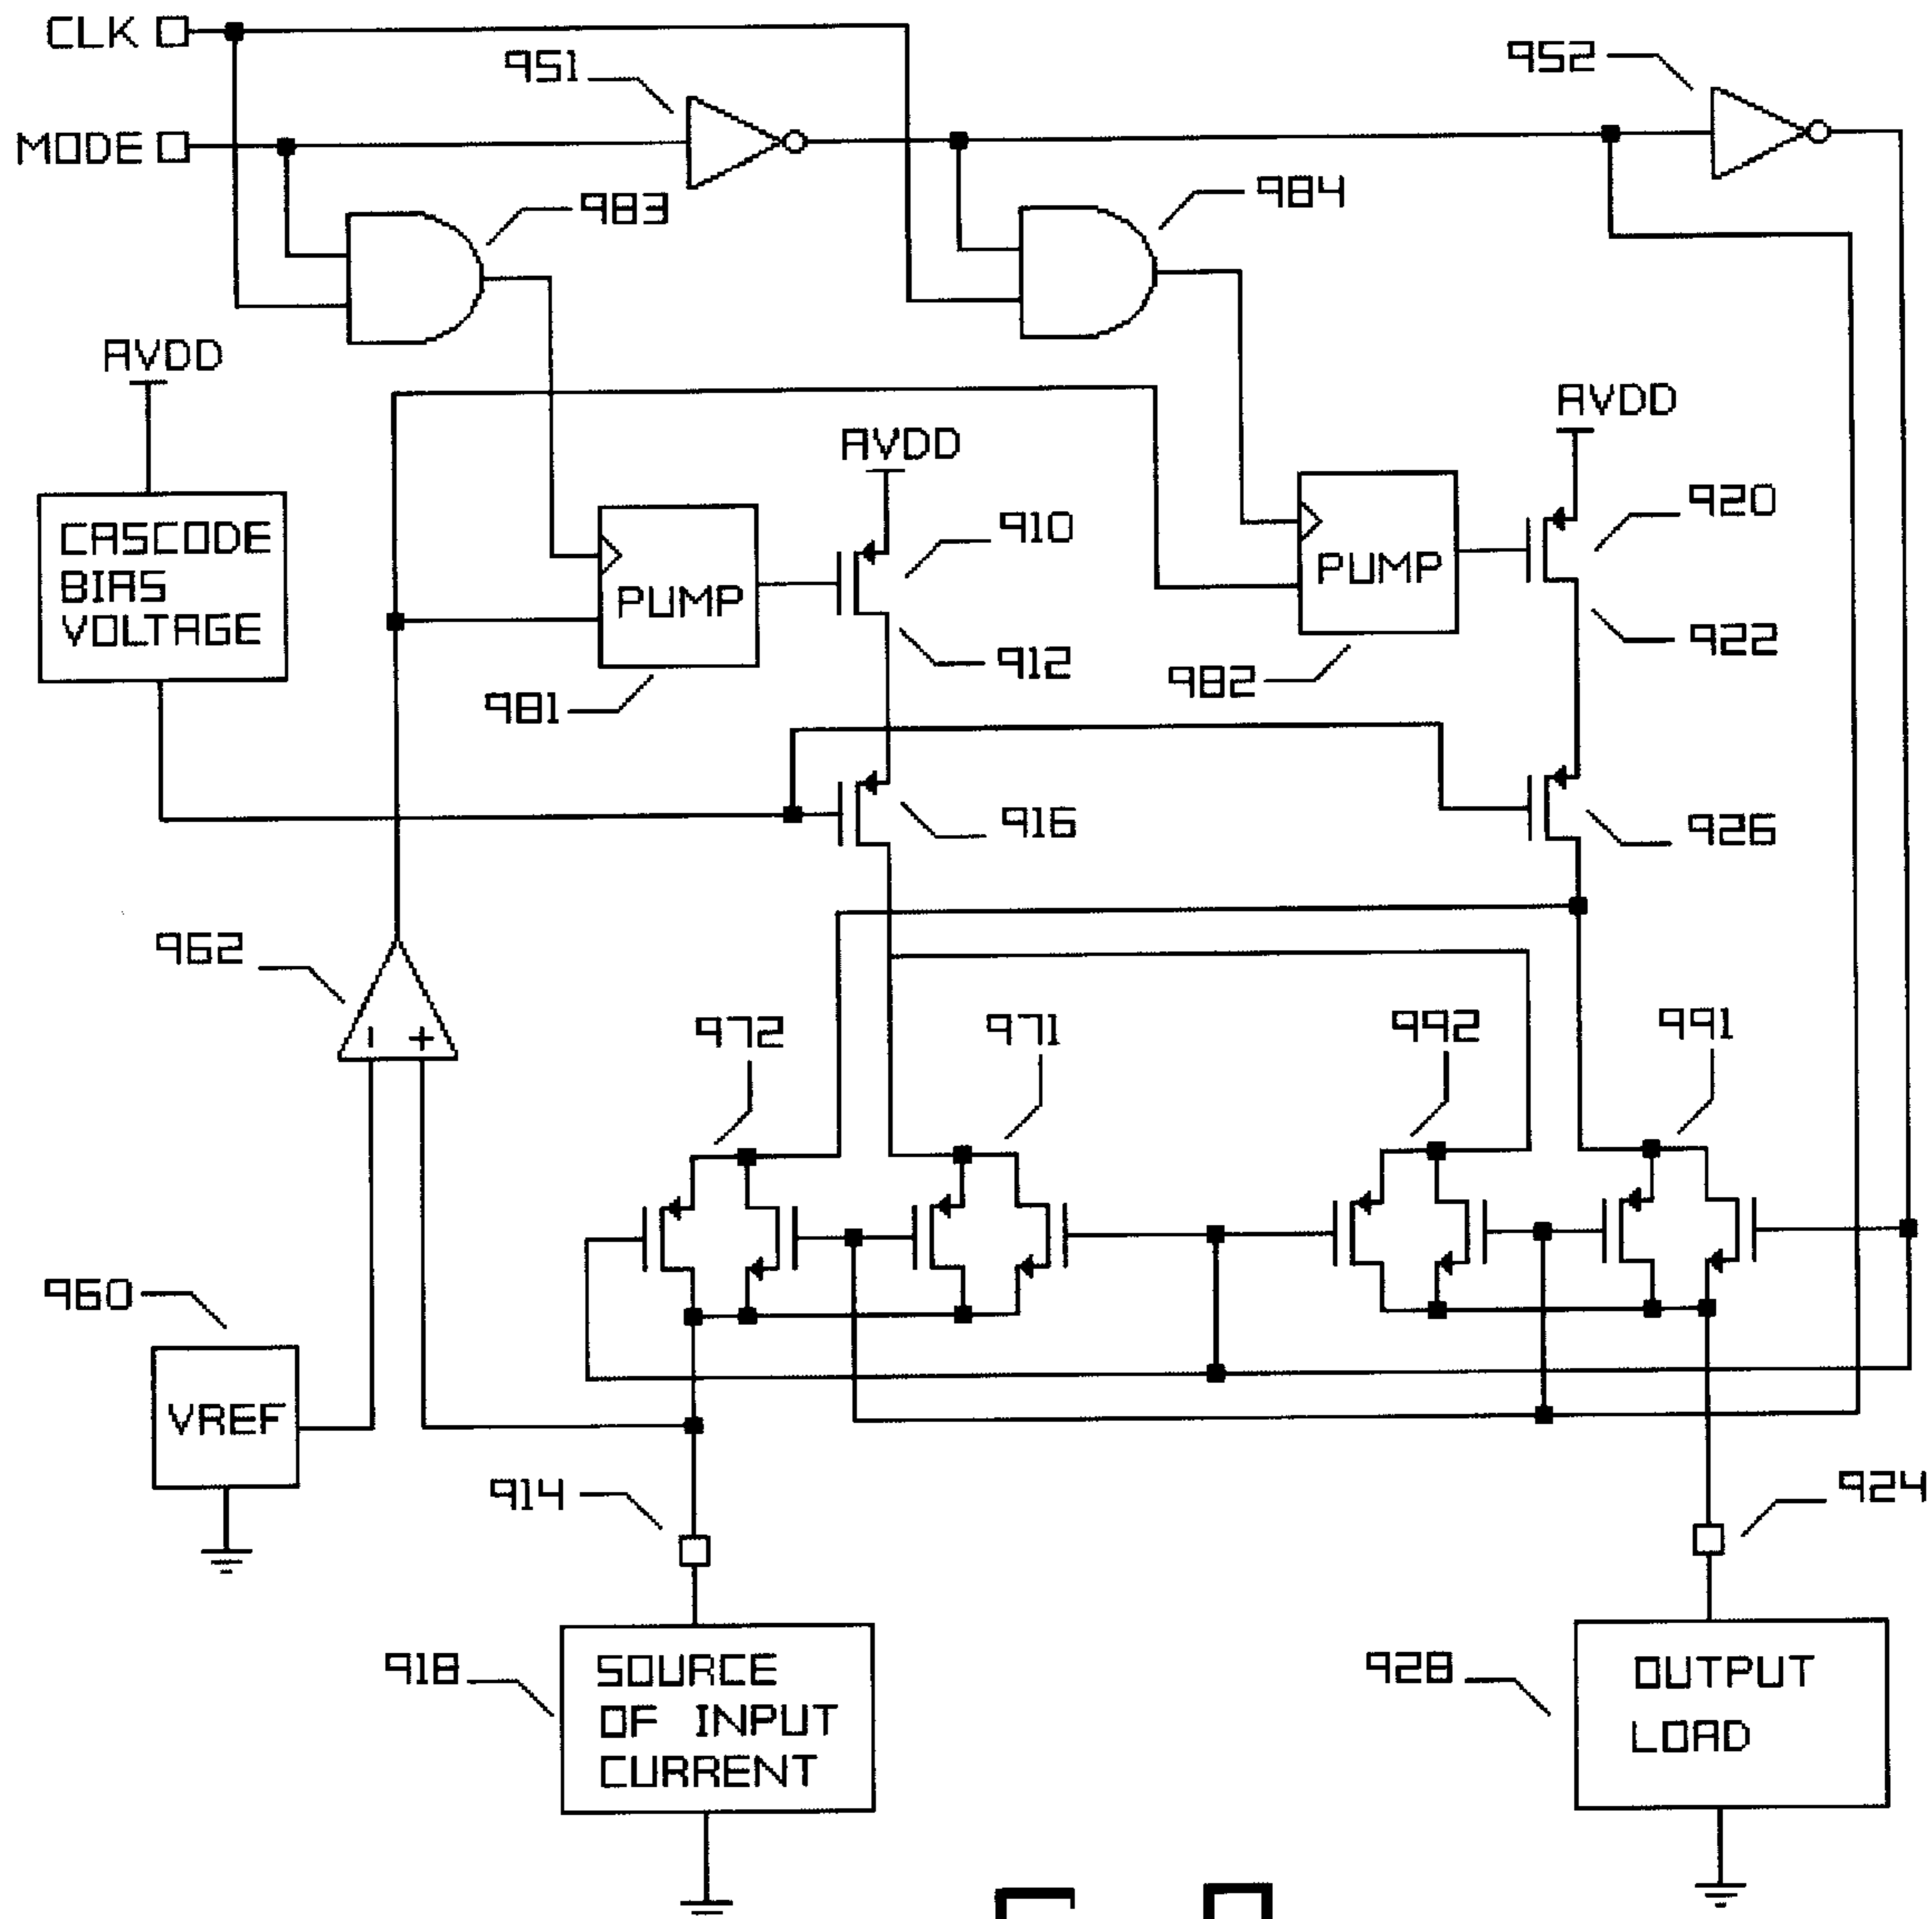 CLK
951
952
MODE
983
984
AVDD
AVDD
AVDD
CASCODE
BIAS
VOLTAGE
910
920
PUMP
PUMP
912
922
981
982
916
926
962
- +
972
971
992
991
960
VREF
914
924
918
SOURCE
OF INPUT
CURRENT
928
OUTPUT
LOAD